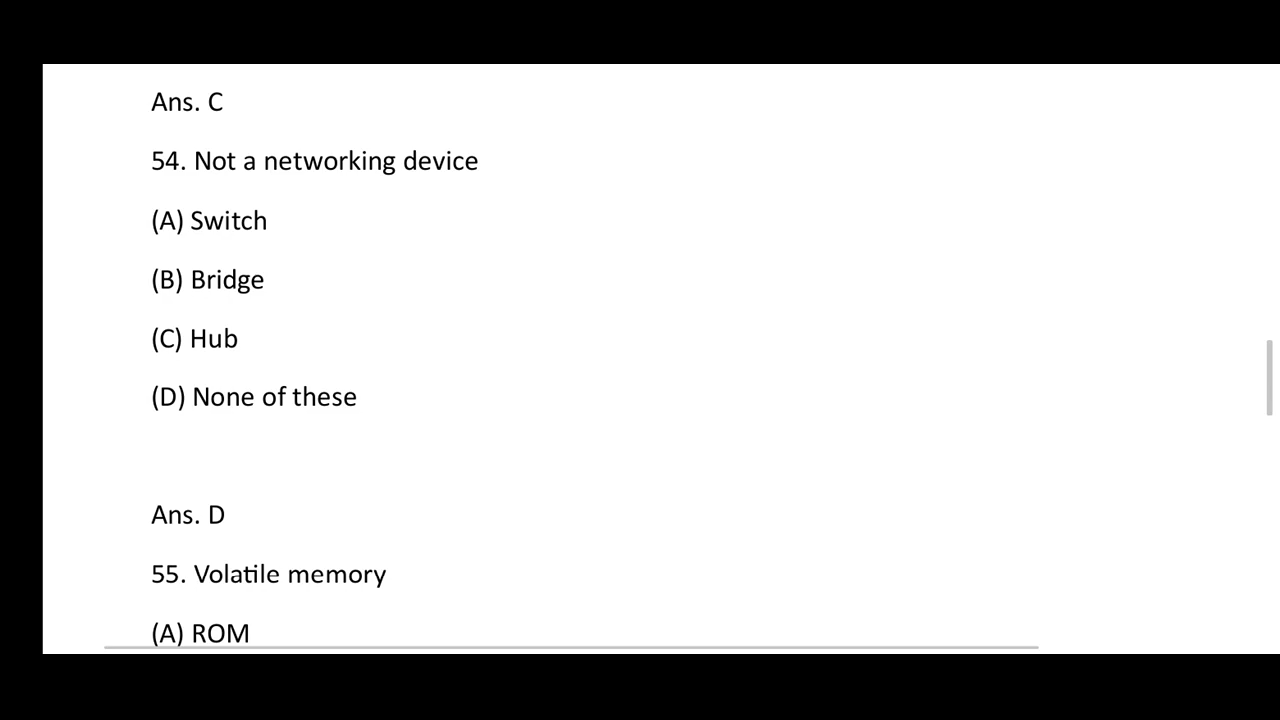 Ans. C
54. Not a networking device
(A) Switch
(B) Bridge
(C) Hub
(D) None of these
Ans. D
55. Volatile memory
(A) ROM